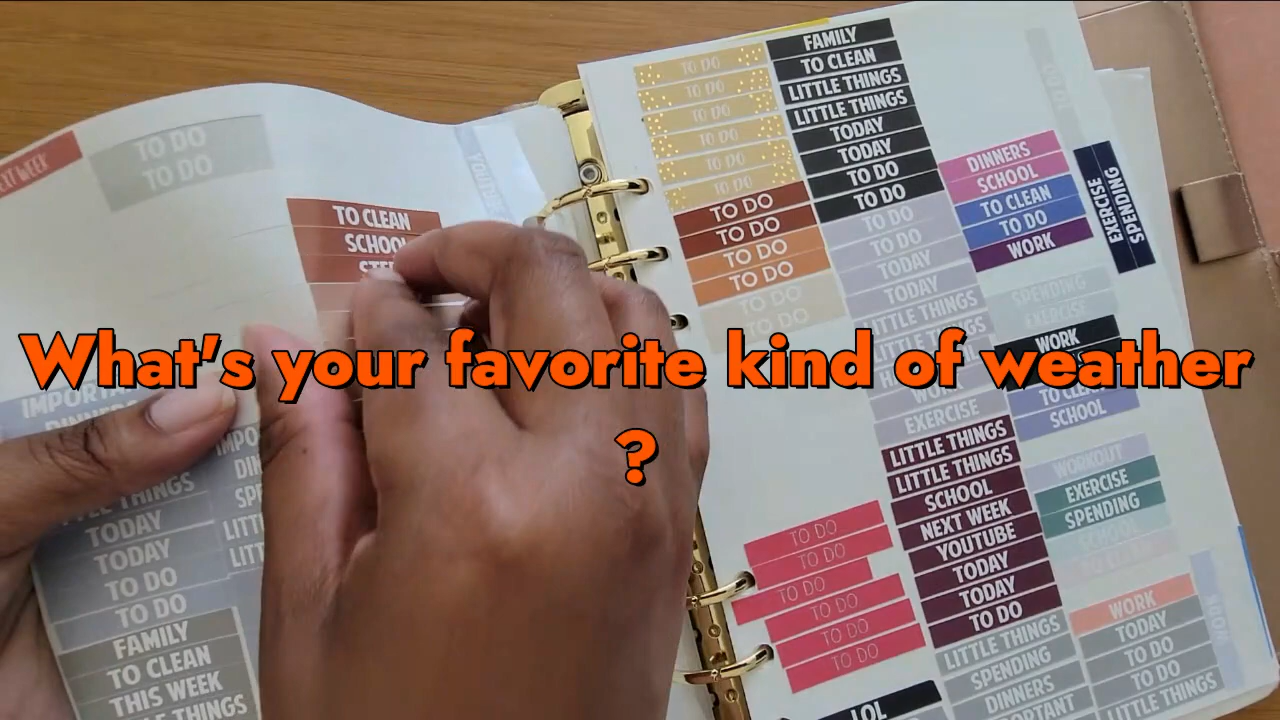 What's your favorite kind of weather
?
TO DO
TO DO
TO CLEAN
SCHOOL
TODAY
TODAY
TO DO
TO DO
FAMILY
TO CLEAN
THIS WEEK
TO DO
TO DO
TO DO
TO DO
TO DO
TO DO
TO DO
TO DO
TO DO
TO DO
TO DO
FAMILY
TO CLEAN
LITTLE THINGS
LITTLE THINGS
TODAY
TODAY
TO DO
TO DO
TO DO
TO DO
TODAY
TODAY
LITTLE THINGS
EXERCISE
LITTLE THINGS
LITTLE THINGS
SCHOOL
NEXT WEEK
YOUTUBE
TODAY
TODAY
TO DO
LITTLE THINGS
SPENDING
DINNERS
TO DO
TO DO
TO DO
TO DO
TO DO
TO DO
LOL
DINNERS
SCHOOL
TO CLEAN
TO DO
WORK
EXERCISE
SPENDING
SPENDING
EXERCISE
WORK
SCHOOL
WORKOUT
EXERCISE
SPENDING
SCHOOL
WORK
TODAY
TO DO
TO DO
LITTLE THINGS
WORK